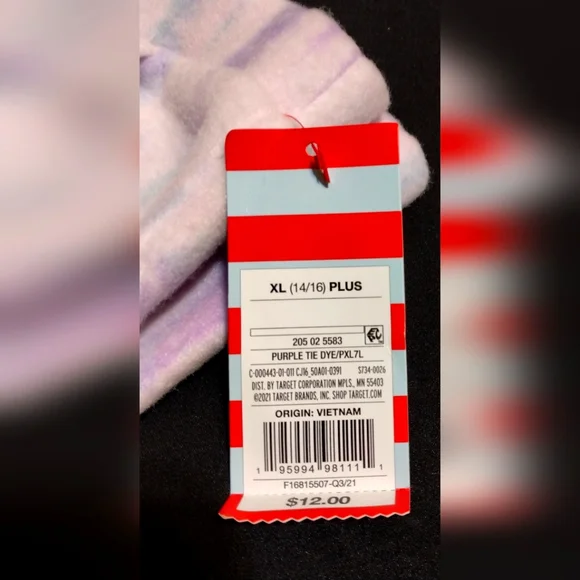 XL (14/16) PLUS
205 02 5583
PURPLE TIE DYE/PXL7L
C-000443-01-011 CJ16_50A01-0391 S734-0026
DIST. BY TARGET CORPORATION MPLS., MN 55403
©2021 TARGET BRANDS, INC. SHOP TARGET.COM
ORIGIN: VIETNAM
1 95994 98111 1
F16815507-Q3/21
$12.00